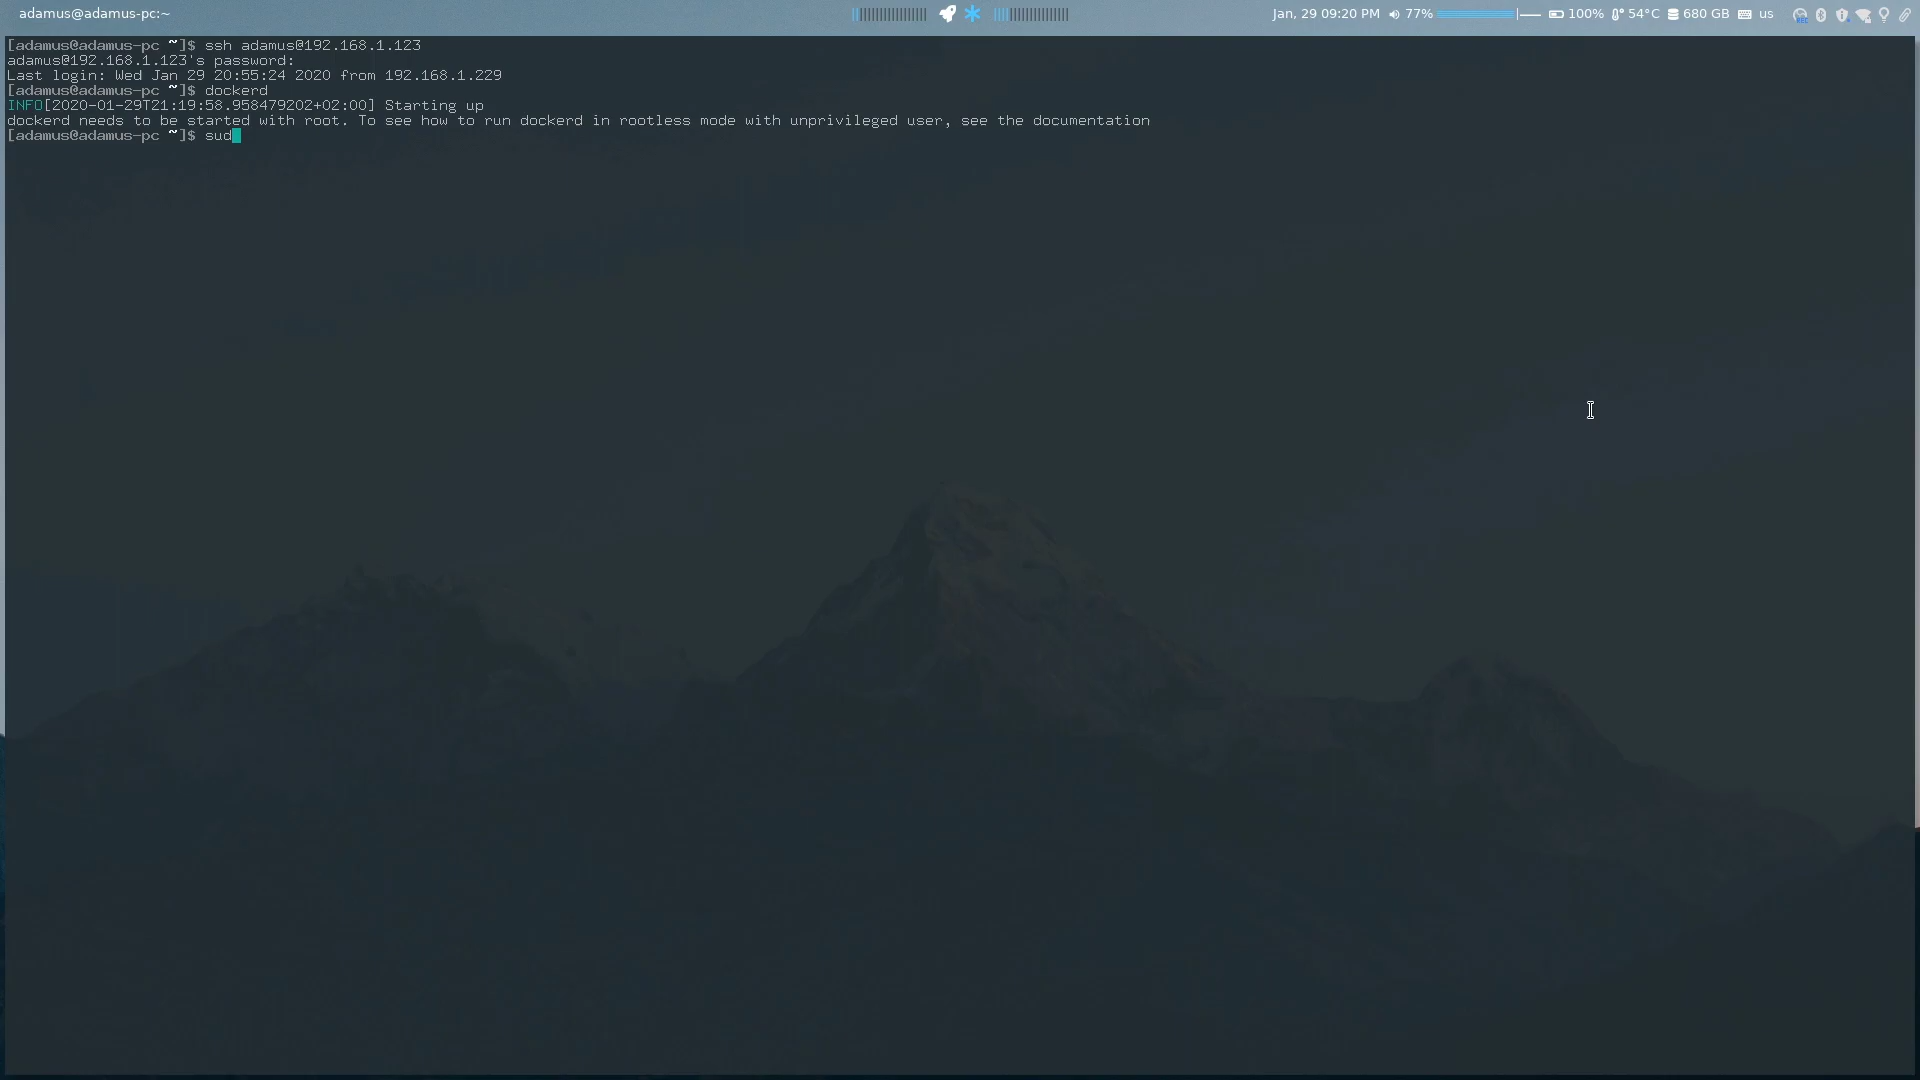 adamus@adamus-pc:~
Jan, 29 09:20 PM 77% 100% 54°C 680 GB us
[adamus@adamus-pc ~]$ ssh adamus@192.168.1.123
adamus@192.168.1.123's password:
Last login: Wed Jan 29 20:55:24 2020 from 192.168.1.229
[adamus@adamus-pc ~]$ dockerd
INFO[2020-01-29T21:19:58.958479202+02:00] Starting up
dockerd needs to be started with root. To see how to run dockerd in rootless mode with unprivileged user, see the documentation
[adamus@adamus-pc ~]$ sud